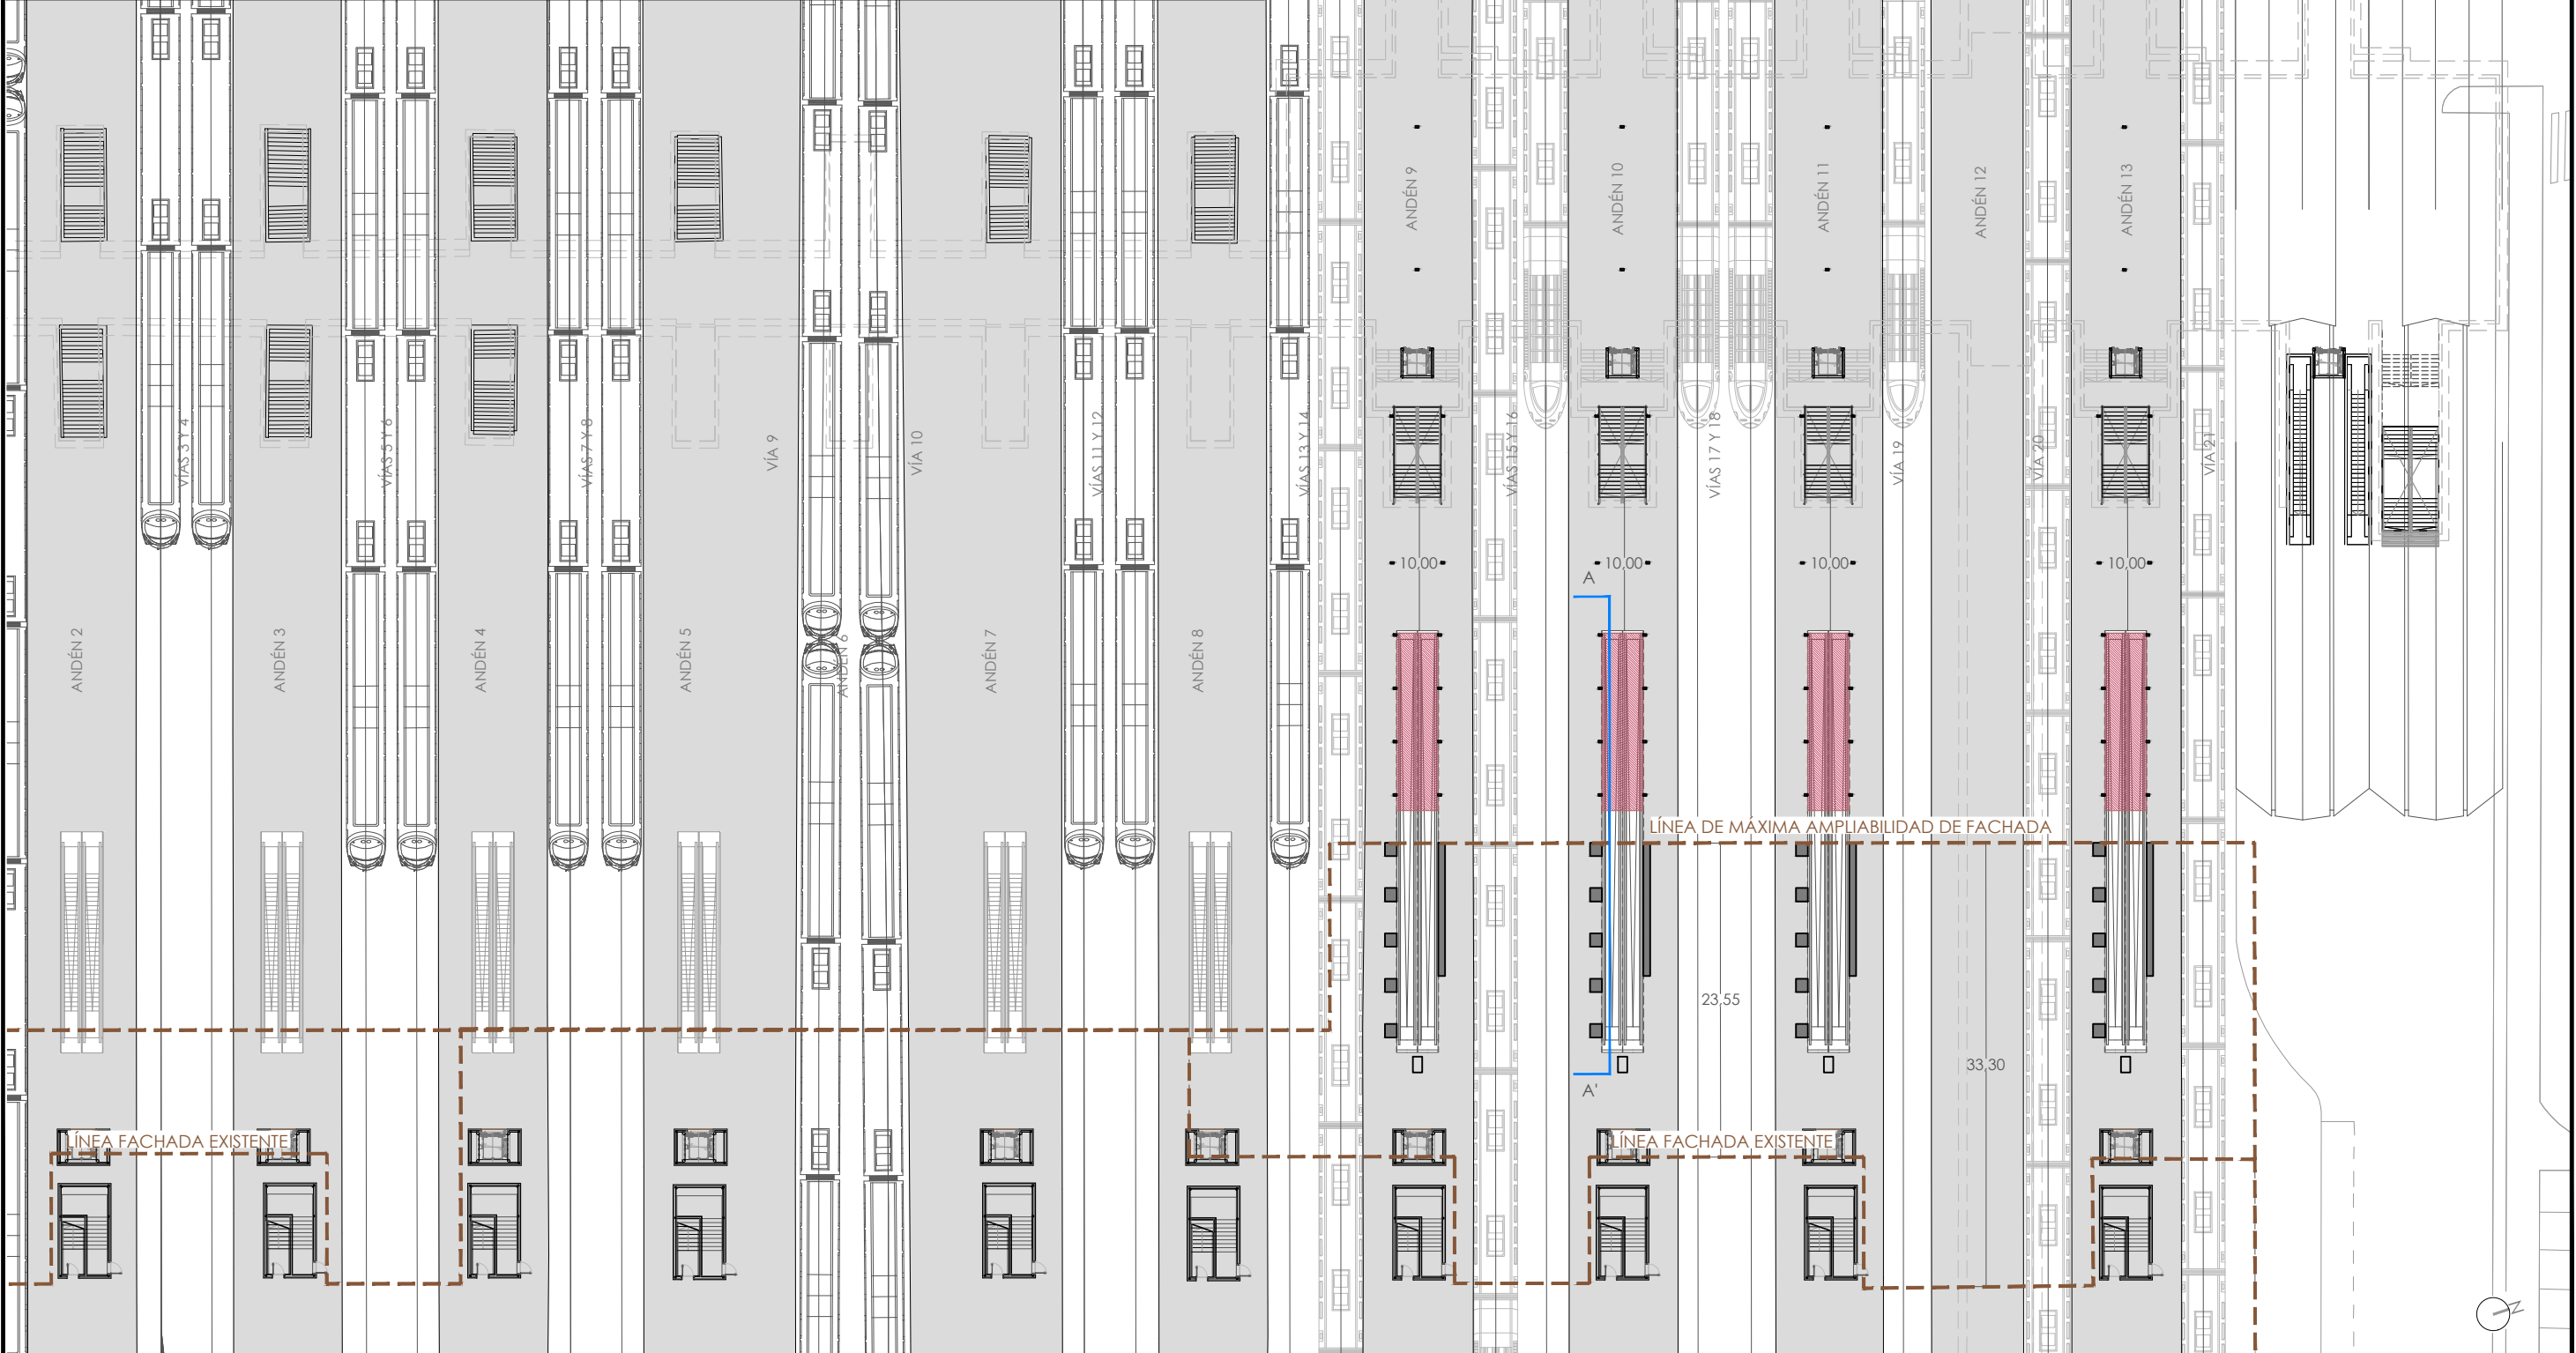 ANDÉN 9
ANDÉN 10
ANDÉN 11
ANDÉN 12
ANDÉN 13
VÍAS 3 Y 4
VÍAS 5 Y 6
VÍAS 7 Y 8
VÍA 9
VÍA 10
VÍAS 11 Y 12
VÍAS 13 Y 14
VÍAS 15 Y 16
VÍAS 17 Y 18
VÍA 19
VÍA 20
VÍA 21
10,00
10,00
10,00
10,00
A
ANDÉN 2
ANDÉN 3
ANDÉN 4
ANDÉN 5
ANDÉN 6
ANDÉN 7
ANDÉN 8
LÍNEA DE MÁXIMA AMPLIABILIDAD DE FACHADA
23,55
33,30
A'
LÍNEA FACHADA EXISTENTE
LÍNEA FACHADA EXISTENTE
N